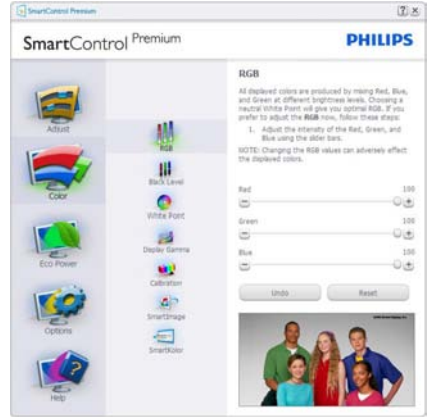 SmartControl Premium
SmartControl Premium
PHILIPS
Adjust
Color
Eco Power
Options
Help
RGB
Black Level
White Point
Display Gamma
Calibration
SmartImage
SmartKolor
RGB
All displayed colors are produced by mixing Red, Blue,
and Green at different brightness levels. Choosing a
neutral White Point will give you optimal RGB. If you
prefer to adjust the RGB now, follow these steps:
1. Adjust the intensity of the Red, Green, and
Blue using the slider bars.
NOTE: Changing the RGB values can adversely effect
the displayed colors.
Red 100
Green 100
Blue 100
Undo Reset